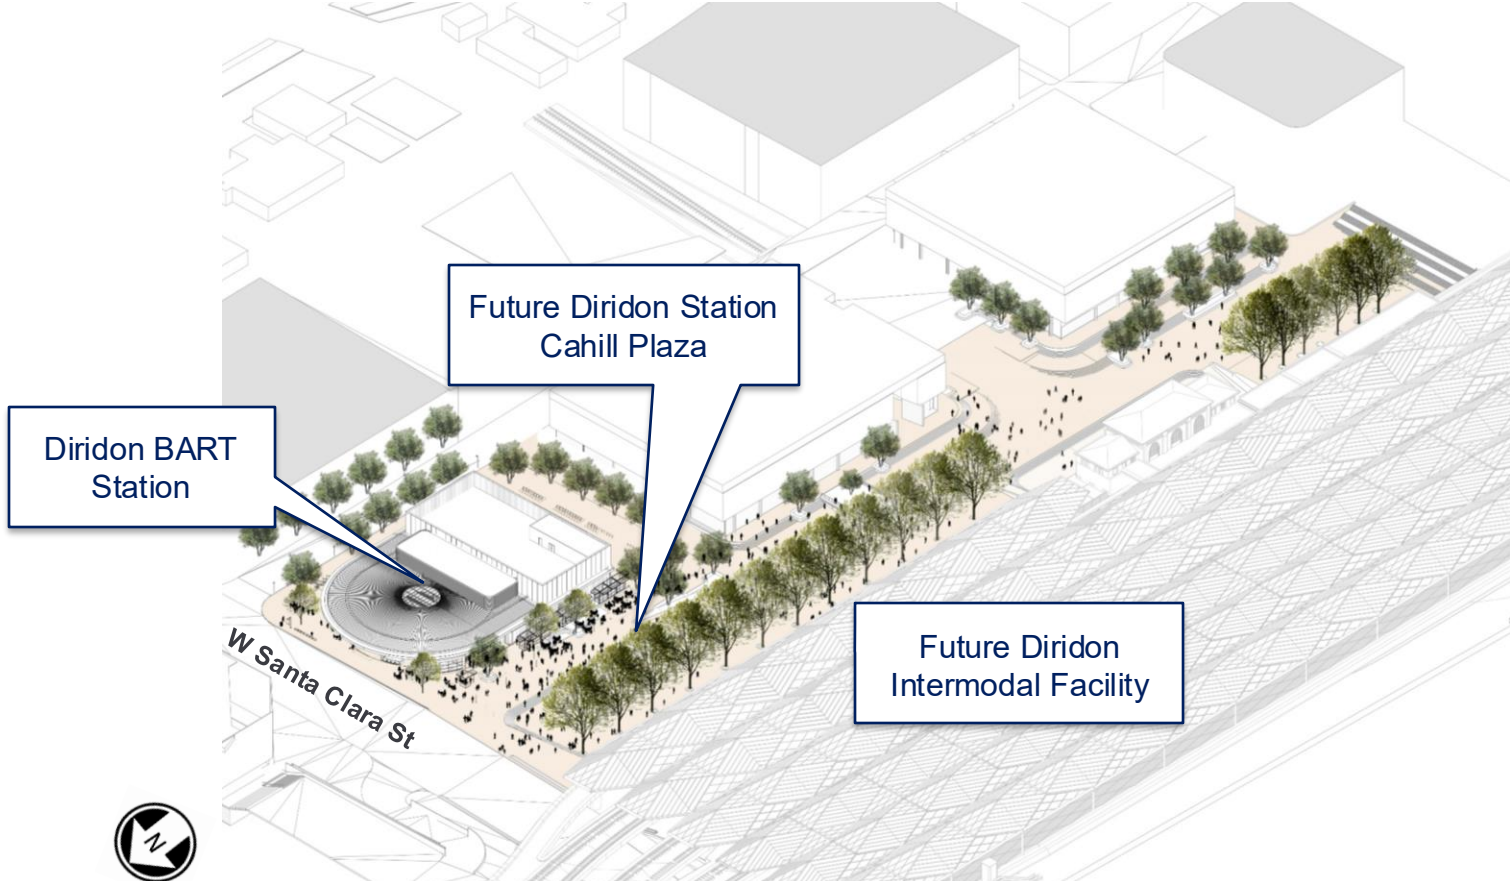 Future Diridon Station
Cahill Plaza
Diridon BART
Station
Future Diridon
Intermodal Facility
W Santa Clara St
N